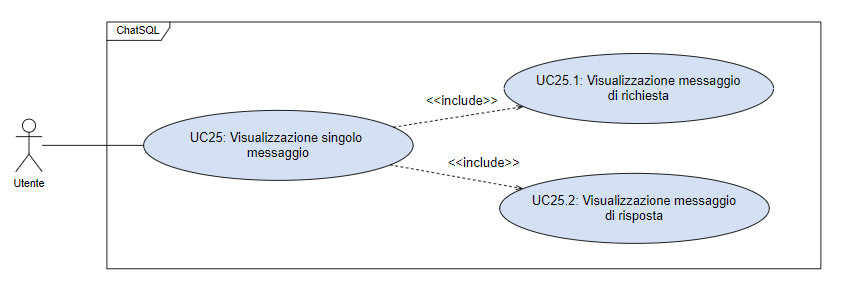 ChatSQL
UC25.1: Visualizzazione messaggio
di richiesta
<<include>>
UC25: Visualizzazione singolo
messaggio
<<include>>
Utente
UC25.2: Visualizzazione messaggio
di risposta